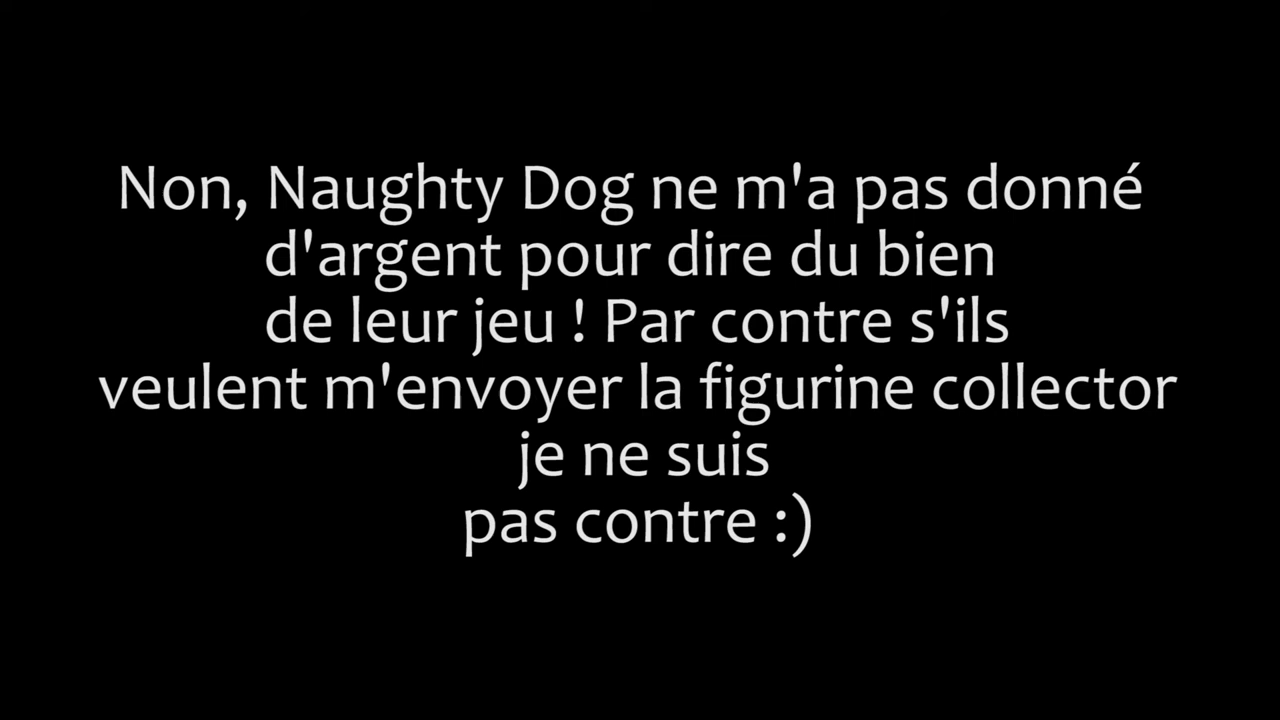 Non, Naughty Dog ne m'a pas donné
d'argent pour dire du bien
de leur jeu ! Par contre s'ils
veulent m'envoyer la figurine collector
je ne suis
pas contre :)